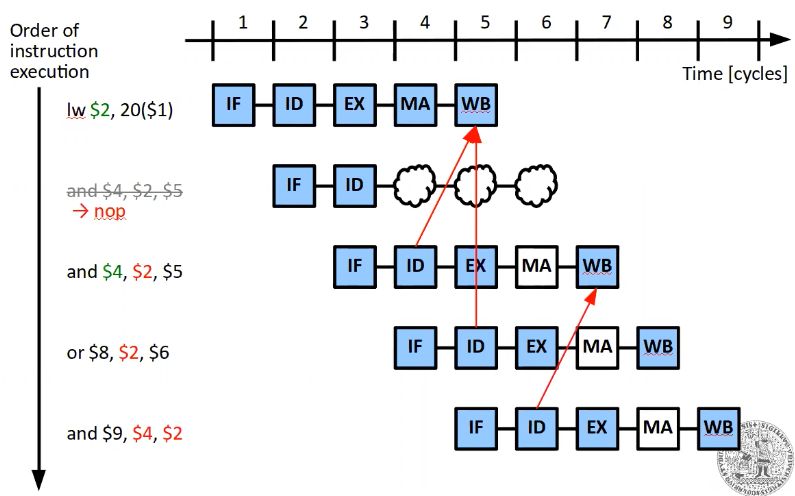 Order of
instruction
execution
1 2 3 4 5 6 7 8 9
Time [cycles]
lw $2, 20($1)
IF ID EX MA WB
and $4, $2, $5
→ nop
IF ID
and $4, $2, $5
IF ID EX MA WB
or $8, $2, $6
IF ID EX MA WB
and $9, $4, $2
IF ID EX MA WB